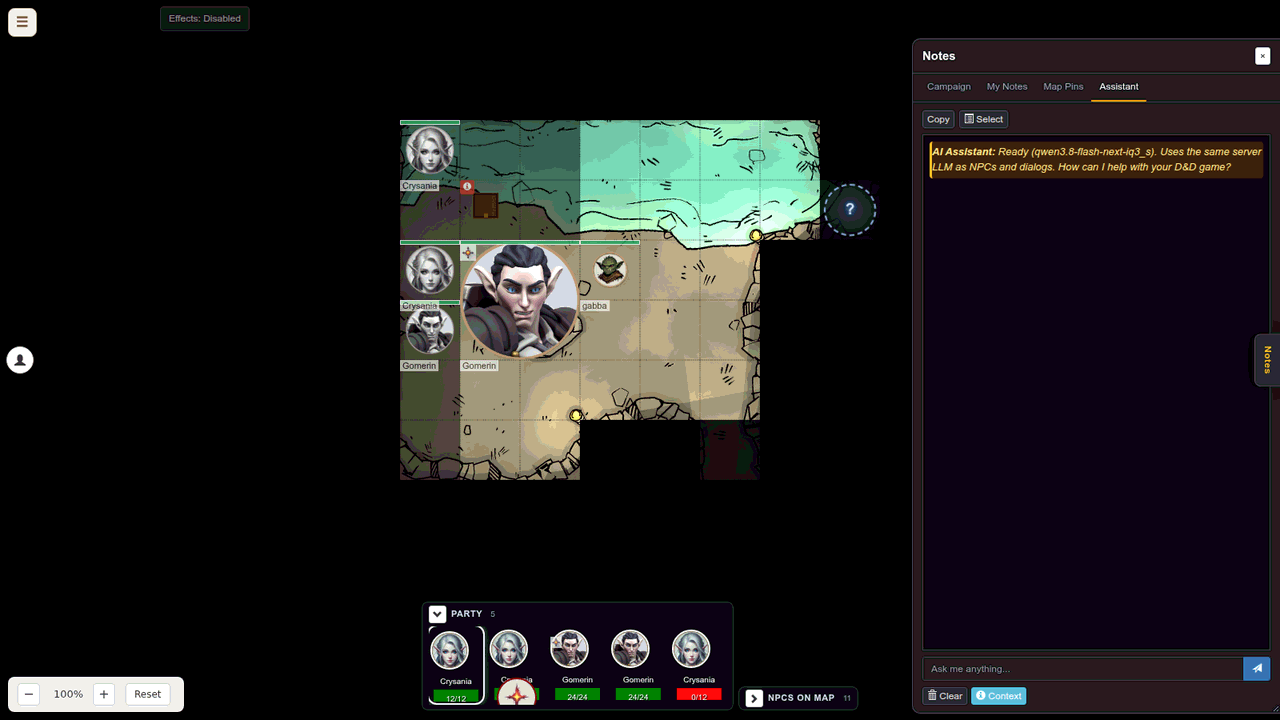 Effects: Disabled
Notes
×
Campaign My Notes Map Pins Assistant
Copy Select
AI Assistant: Ready (qwen3.8-flash-next-iq3_s). Uses the same server
LLM as NPCs and dialogs. How can I help with your D&D game?
Crysania
?
Crysania
gabba
Gomerin
Gomerin
Notes
PARTY 5
Crysania
Gomerin
Gomerin
Crysania
12/12
24/24
24/24
0/12
− 100% + Reset
NPCS ON MAP 11
Ask me anything...
Clear Context